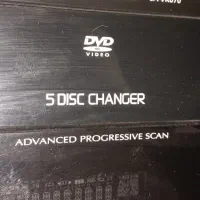 DVD
VIDEO
5 DISC CHANGER
ADVANCED PROGRESSIVE SCAN